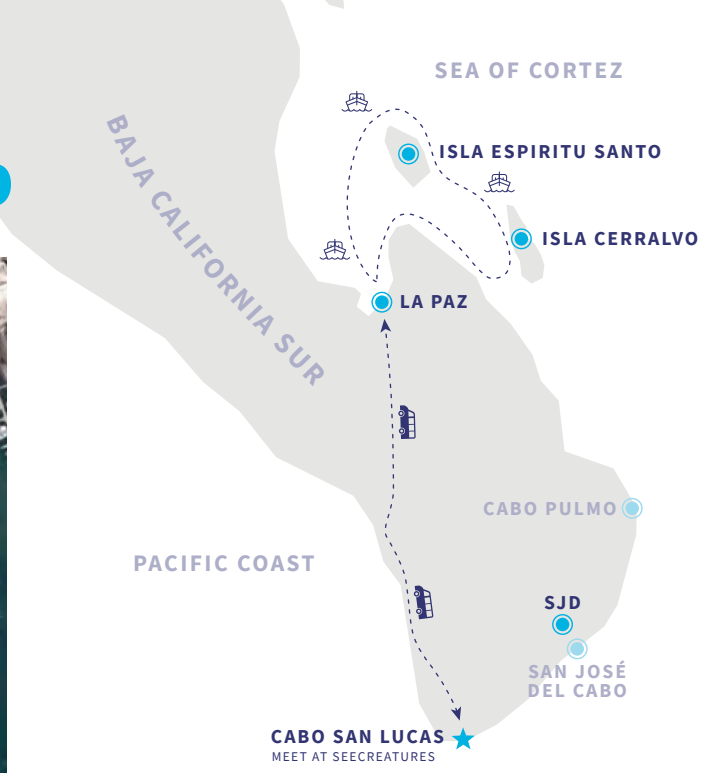 SEA OF CORTEZ
BAJA CALIFORNIA SUR
ISLA ESPIRITU SANTO
ISLA CERRALVO
LA PAZ
CABO PULMO
PACIFIC COAST
SJD
SAN JOSÉ
DEL CABO
CABO SAN LUCAS
MEET AT SEECREATURES